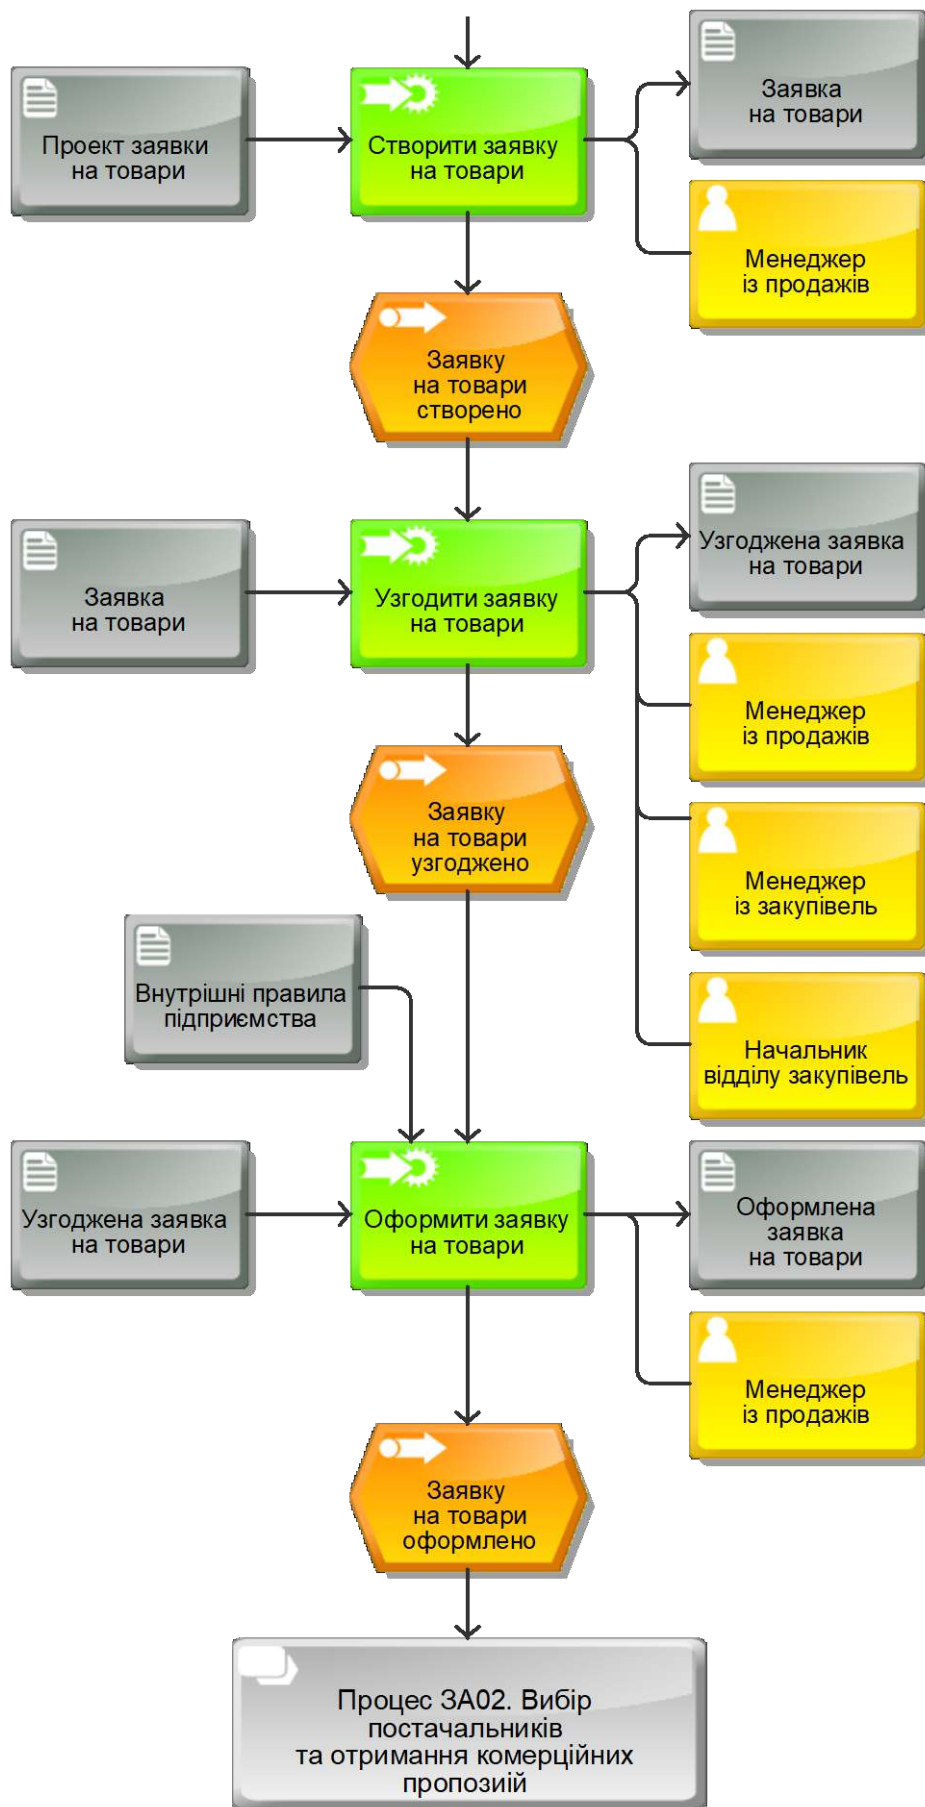 Проект заявки
на товари
Створити заявку
на товари
Заявка
на товари
Менеджер
із продажів
Заявку
на товари
створено
Заявка
на товари
Узгодити заявку
на товари
Узгоджена заявка
на товари
Менеджер
із продажів
Заявку
на товари
узгоджено
Менеджер
із закупівель
Внутрішні правила
підприємства
Начальник
відділу закупівель
Узгоджена заявка
на товари
Оформити заявку
на товари
Оформлена
заявка
на товари
Менеджер
із продажів
Заявку
на товари
оформлено
Процес ЗА02. Вибір
постачальників
та отримання комерційних
пропозиій